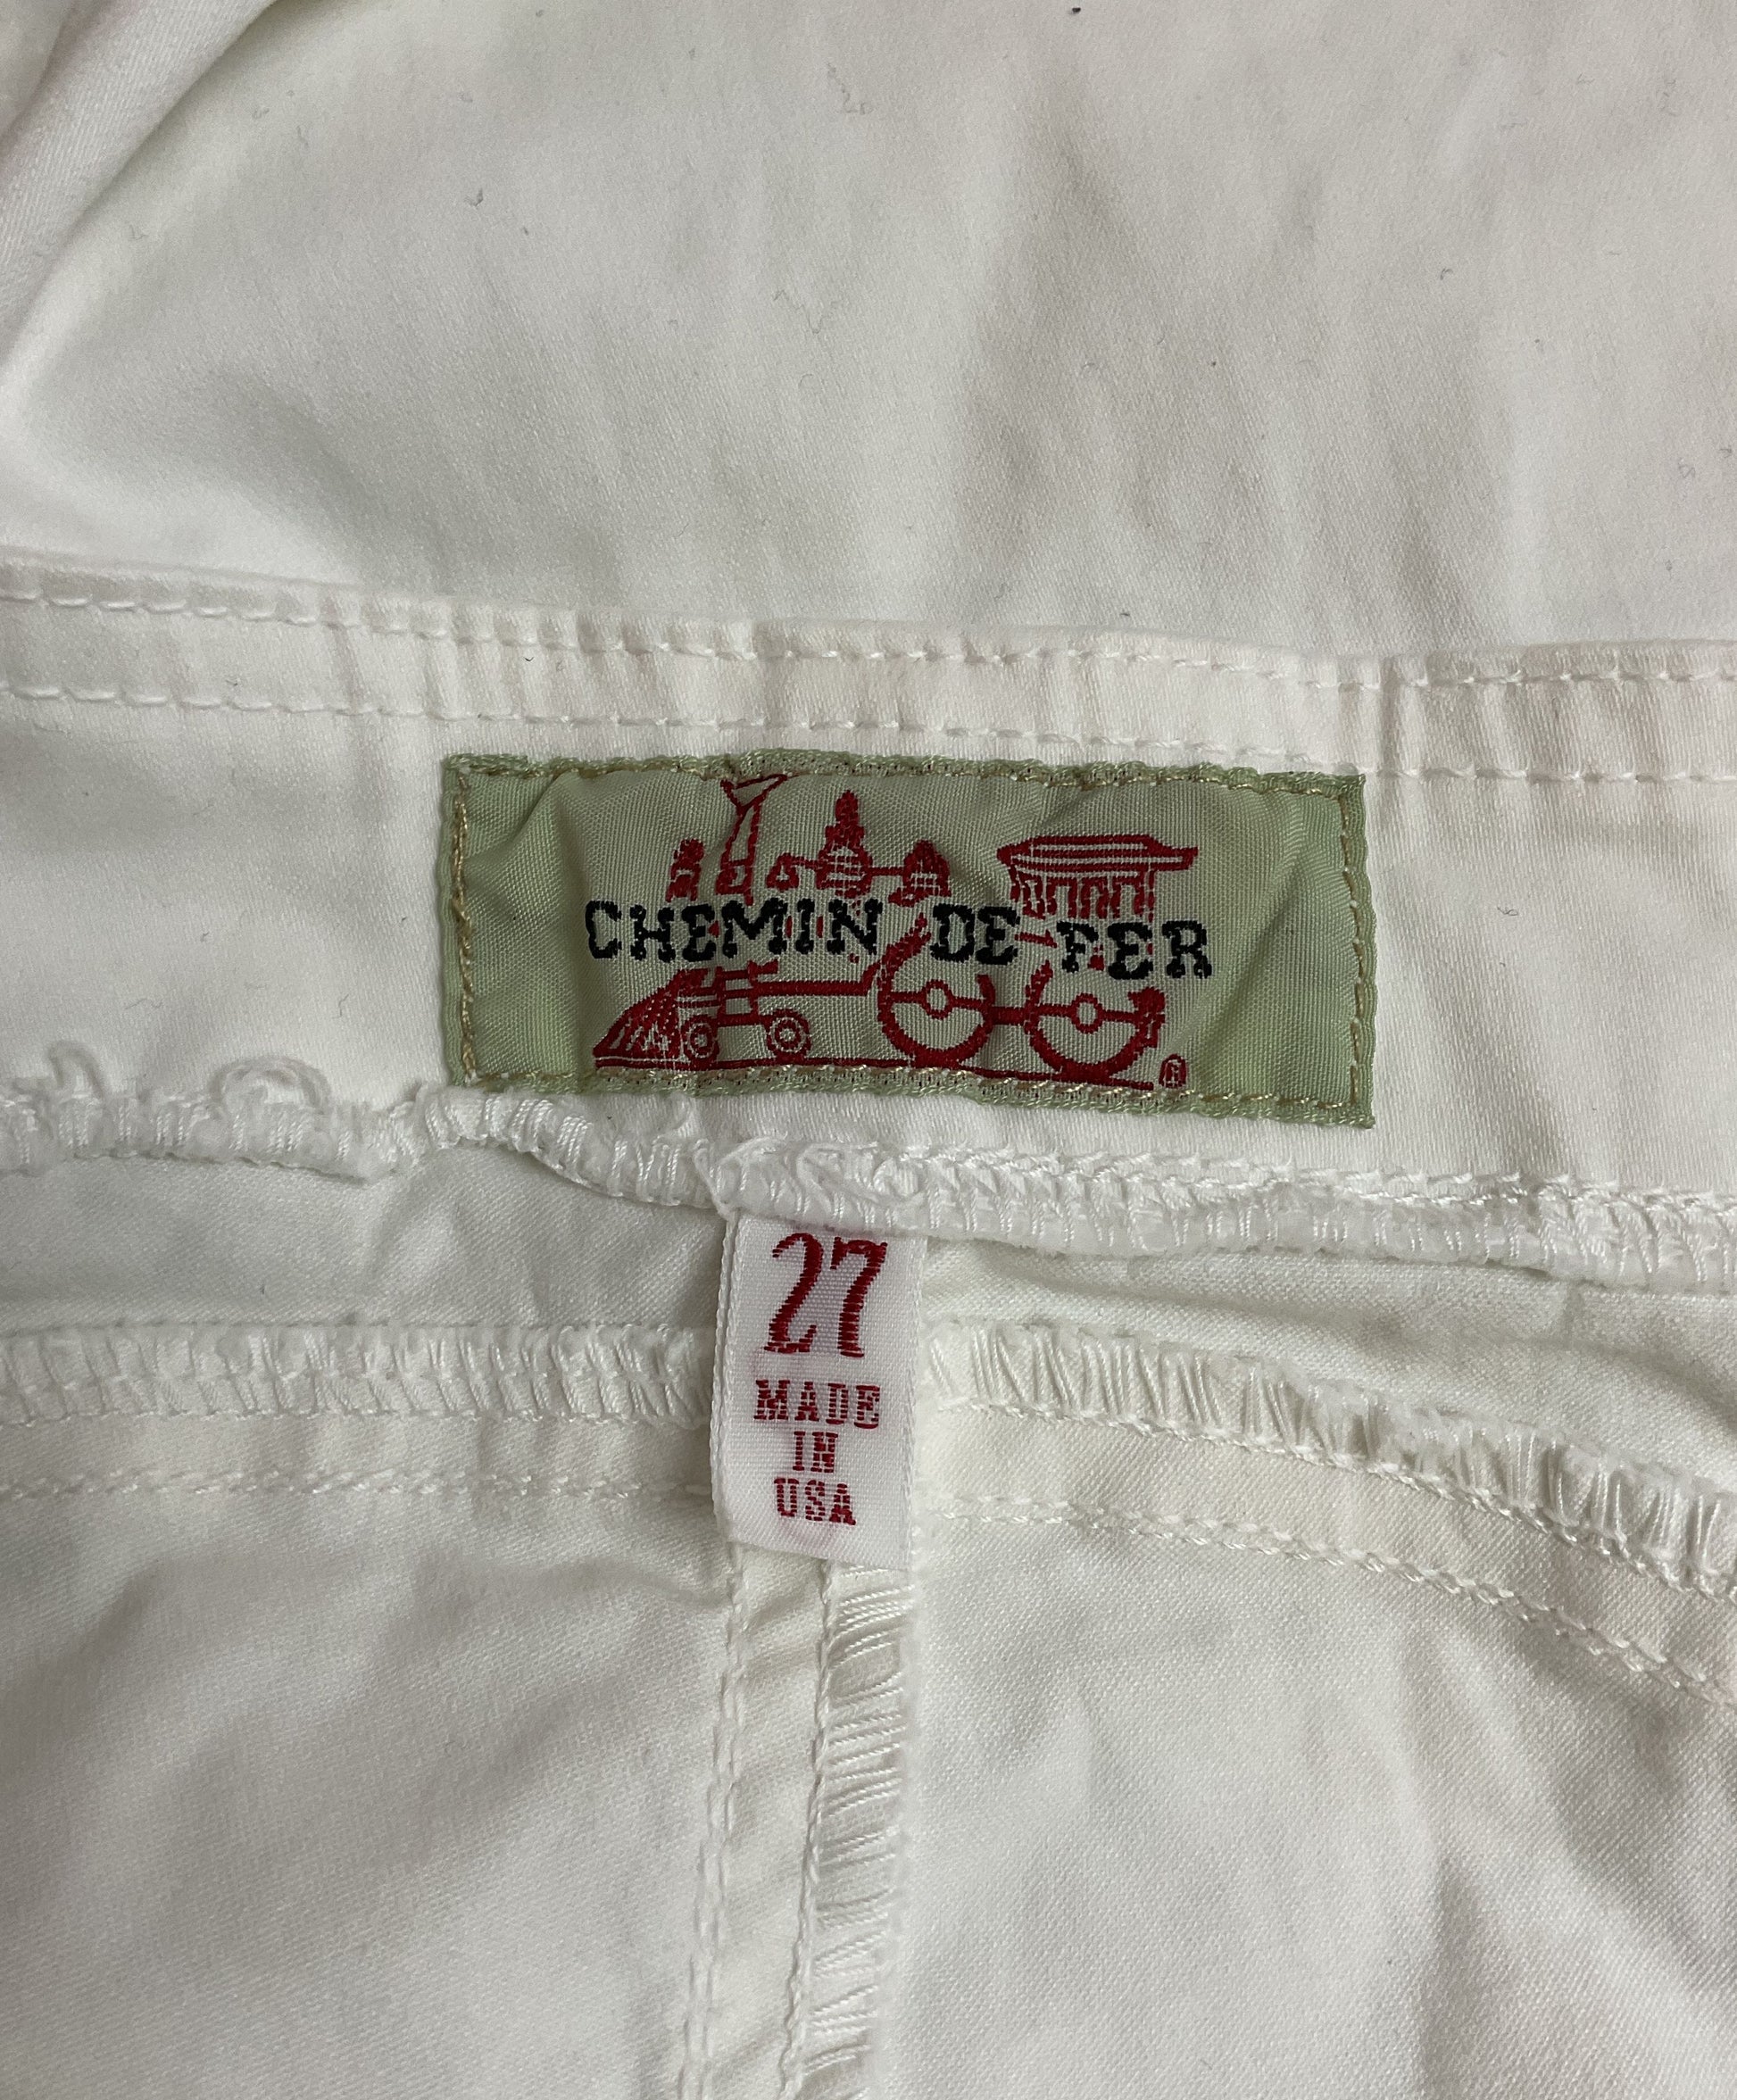 CHEMIN DE FER
®
27
MADE
IN
USA